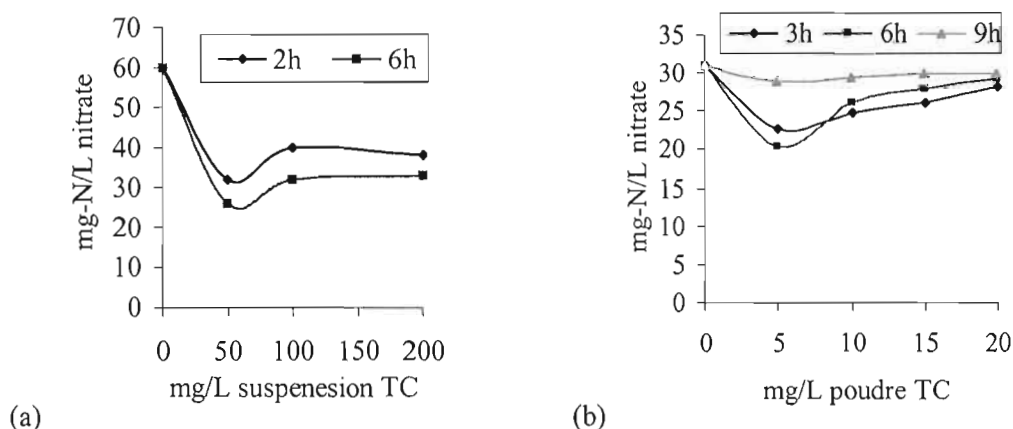 2h 6h
mg-N/L nitrate
60
50
40
30
20
10
0
0 50 100 150 200
mg/L suspenesion TC
(a)
3h 6h 9h
mg-N/L nitrate
35
30
25
20
15
10
5
0
0 5 10 15 20
mg/L poudre TC
(b)